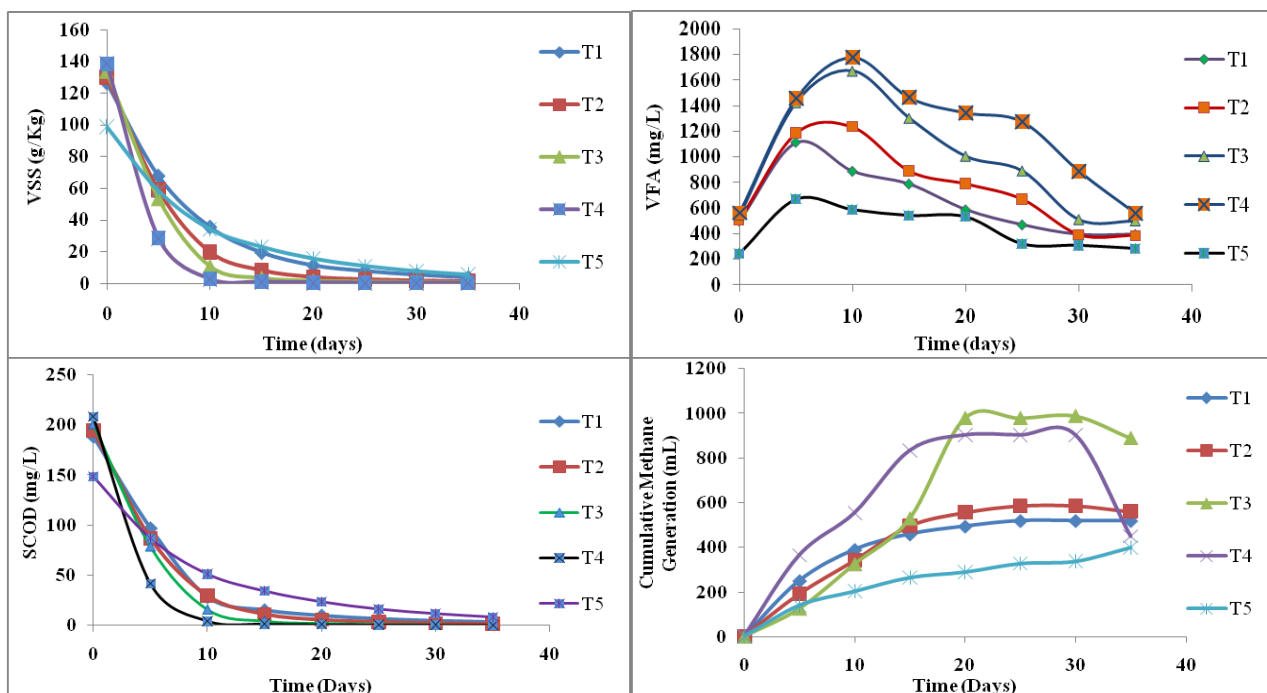 VSS (g/Kg)
160
140
120
100
80
60
40
20
0
0
10
20
30
40
Time (days)
T1
T2
T3
T4
T5
VFA (mg/L)
2000
1800
1600
1400
1200
1000
800
600
400
200
0
0
10
20
30
40
Time (days)
T1
T2
T3
T4
T5
SCOD (mg/L)
250
200
150
100
50
0
0
10
20
30
40
Time (Days)
T1
T2
T3
T4
T5
Cumulative Methane
Generation (mL)
1200
1000
800
600
400
200
0
0
10
20
30
40
Time (Days)
T1
T2
T3
T4
T5